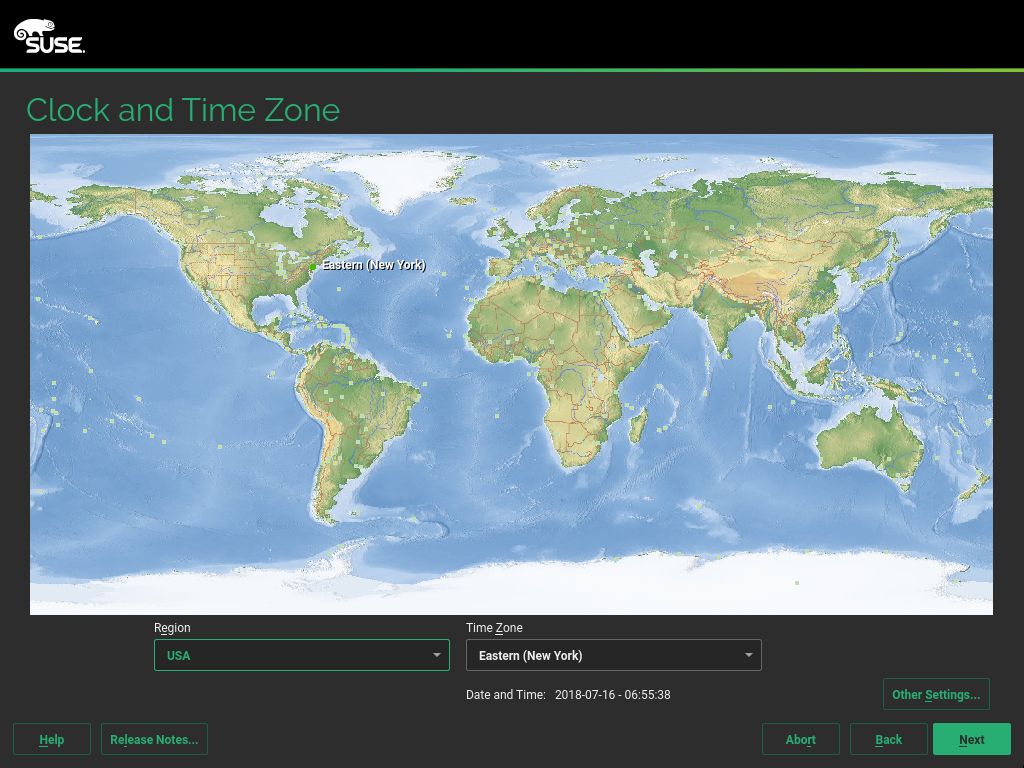 SUSE.
Clock and Time Zone
Eastern (New York)
Region
Time Zone
USA
Eastern (New York)
Date and Time: 2018-07-16 - 06:55:38
Other Settings...
Help
Release Notes...
Abort
Back
Next